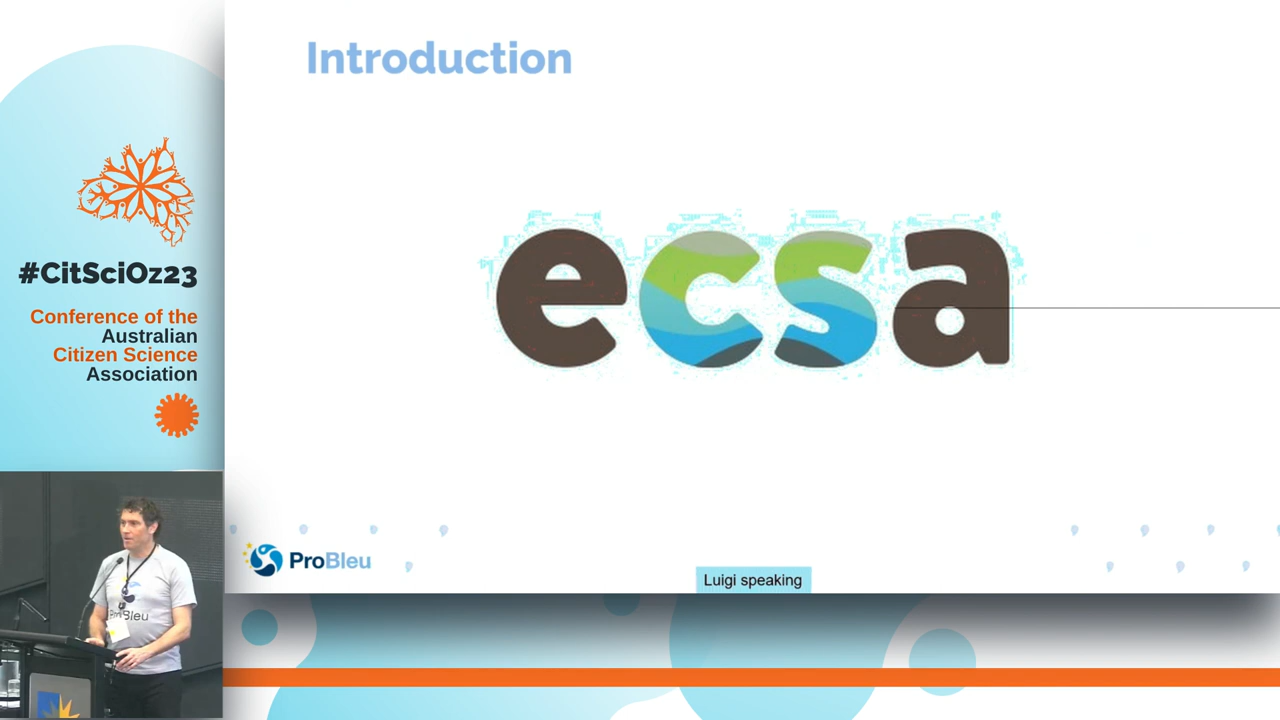 Introduction
ecsa
#CitSciOz23
Conference of the
Australian
Citizen Science
Association
ProBleu
Luigi speaking
ProBleu